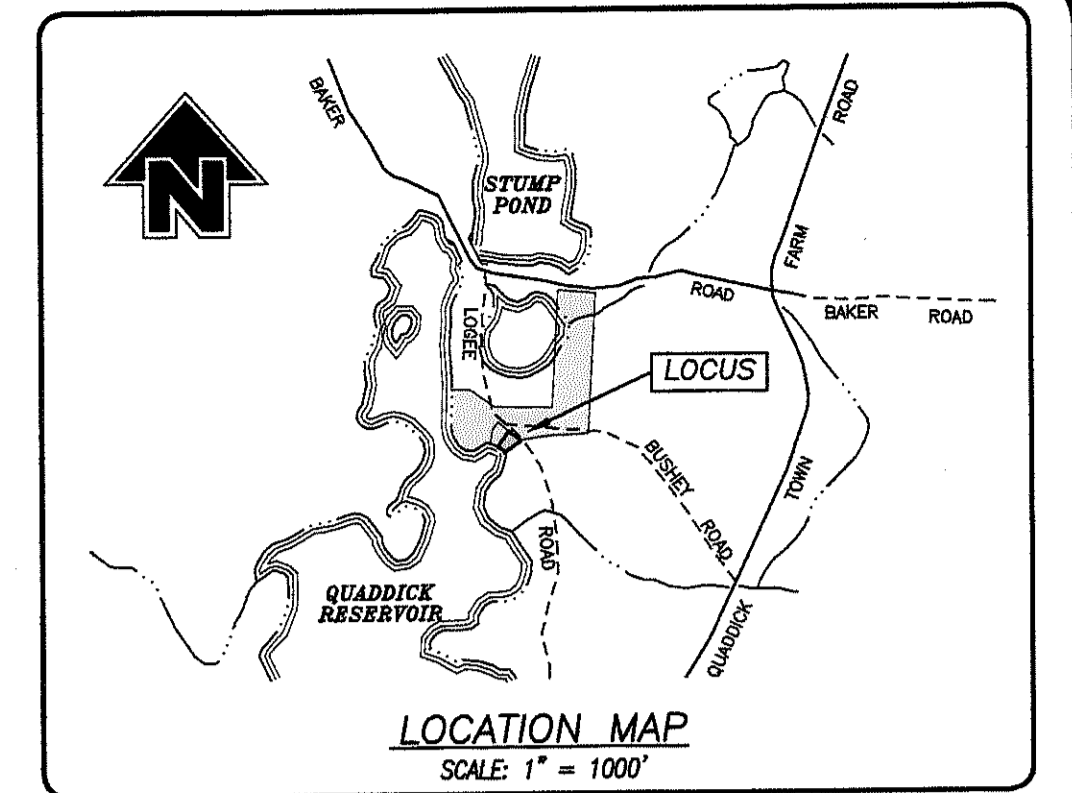 BAKER
ROAD
STUMP
POND
N
FARM
ROAD
BAKER ROAD
LOGEE
LOCUS
BUSHEY
ROAD
TOWN
ROAD
QUADDICK
RESERVOIR
QUADDICK
LOCATION MAP
SCALE: 1" = 1000'